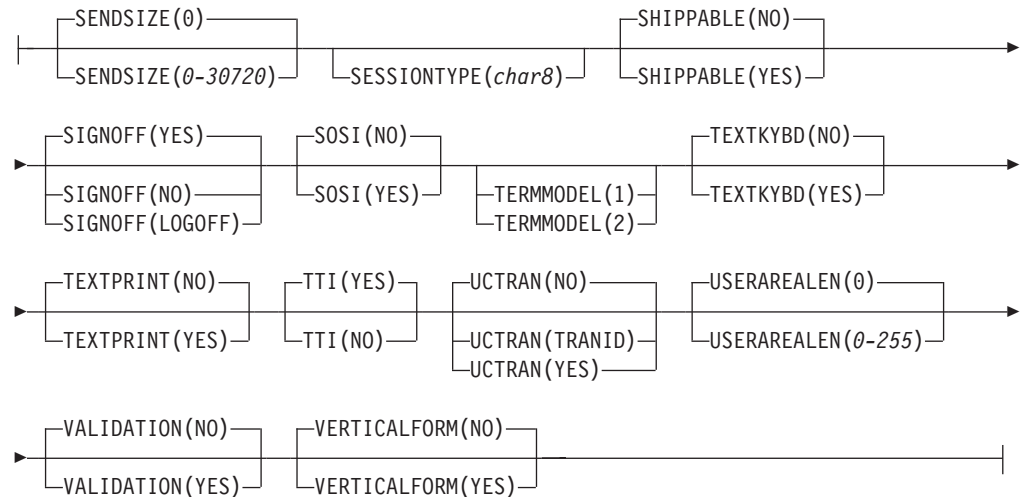 SENDSIZE(0) SHIPPABLE(NO)
SENDSIZE(0-30720) SESSIONTYPE(char8) SHIPPABLE(YES)
SIGNOFF(YES) SOSI(NO) TEXTKYBD(NO)
SIGNOFF(NO) SOSI(YES) TERMMODEL(1) TEXTKYBD(YES)
SIGNOFF(LOGOFF) TERMMODEL(2)
TEXTPRINT(NO) TTI(YES) UCTRAN(NO) USERAREALEN(0)
TEXTPRINT(YES) TTI(NO) UCTRAN(TRANID) USERAREALEN(0-255)
UCTRAN(YES)
VALIDATION(NO) VERTICALFORM(NO)
VALIDATION(YES) VERTICALFORM(YES)